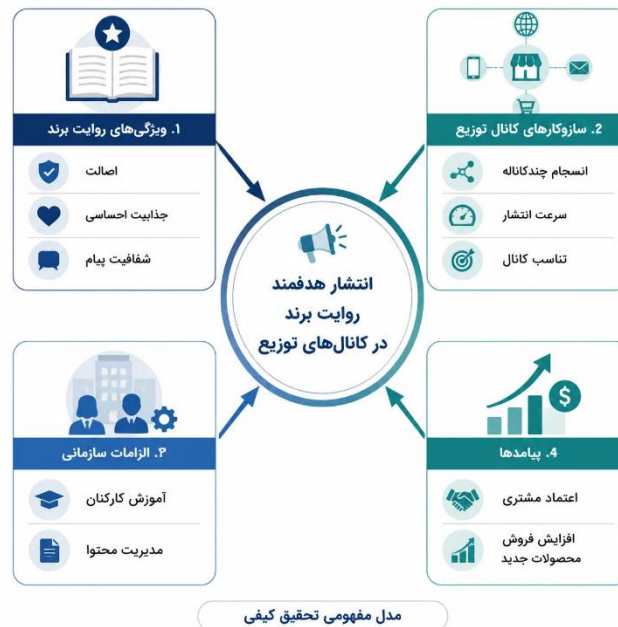 1. ویژگی‌های روایت برند
اصالت
جذابیت احساسی
شفافیت پیام
2. سازوکارهای کانال توزیع
انسجام چندکاناله
سرعت انتشار
تناسب کانال
انتشار هدفمند
روایت برند
در کانال‌های توزیع
۳. الزامات سازمانی
آموزش کارکنان
مدیریت محتوا
4. پیامدها
$
اعتماد مشتری
افزایش فروش
محصولات جدید
مدل مفهومی تحقیق کیفی